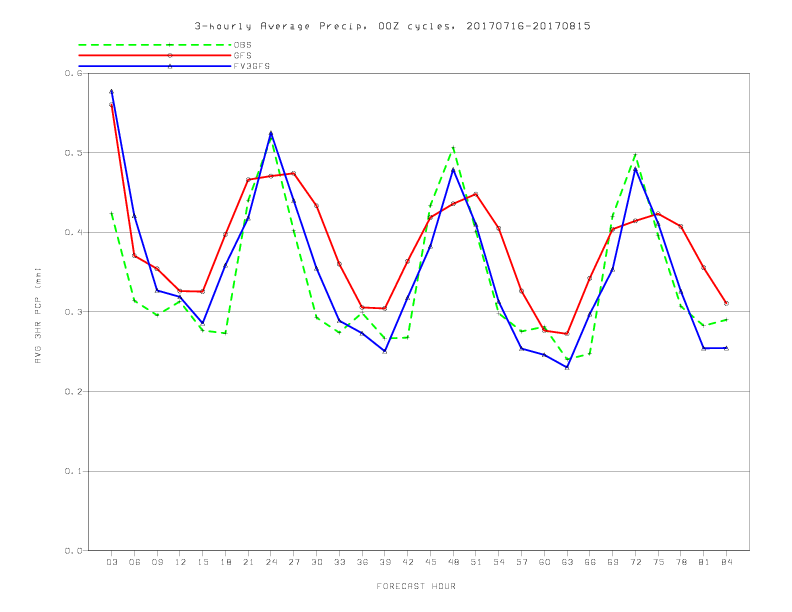 3-hourly Average Precip, 00Z cycles, 20170716-20170815
OBS
GFS
FV3GFS
0.6
0.5
0.4
0.3
0.2
0.1
0.0
AVG 3HR PCP (mm)
03 06 09 12 15 18 21 24 27 30 33 36 39 42 45 48 51 54 57 60 63 66 69 72 75 78 81 84
FORECAST HOUR